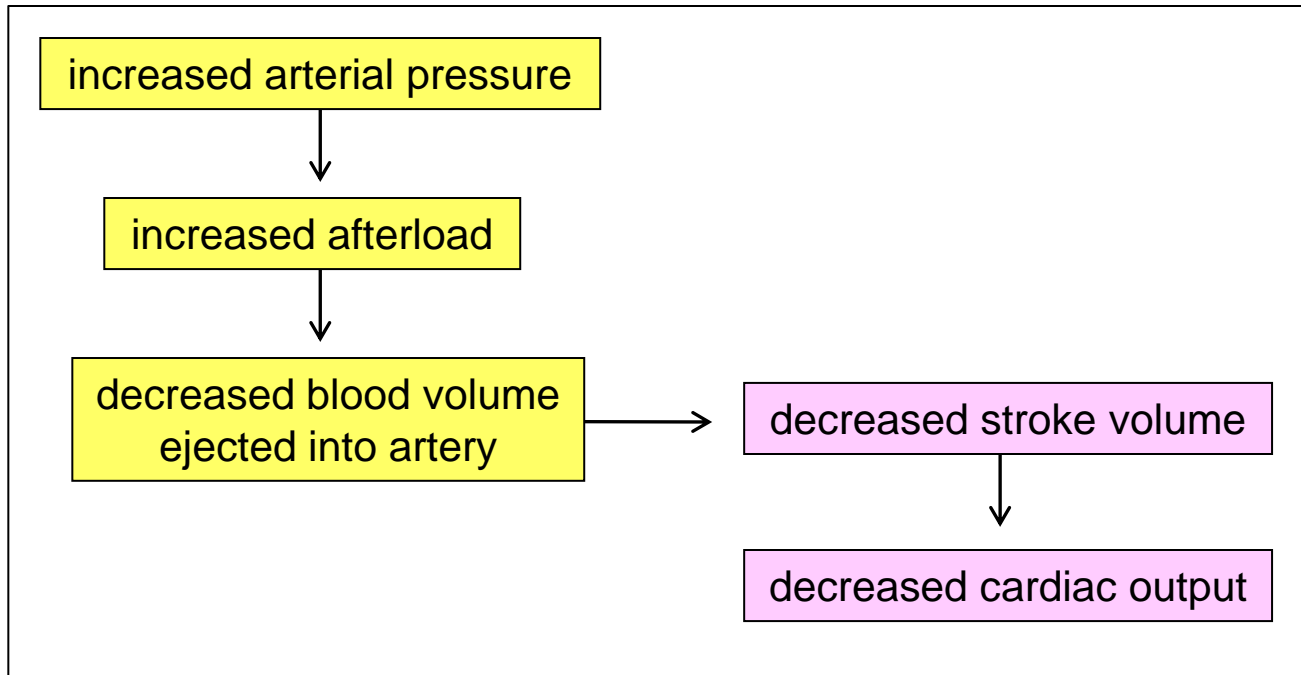 increased arterial pressure
increased afterload
decreased blood volume
ejected into artery
decreased stroke volume
decreased cardiac output